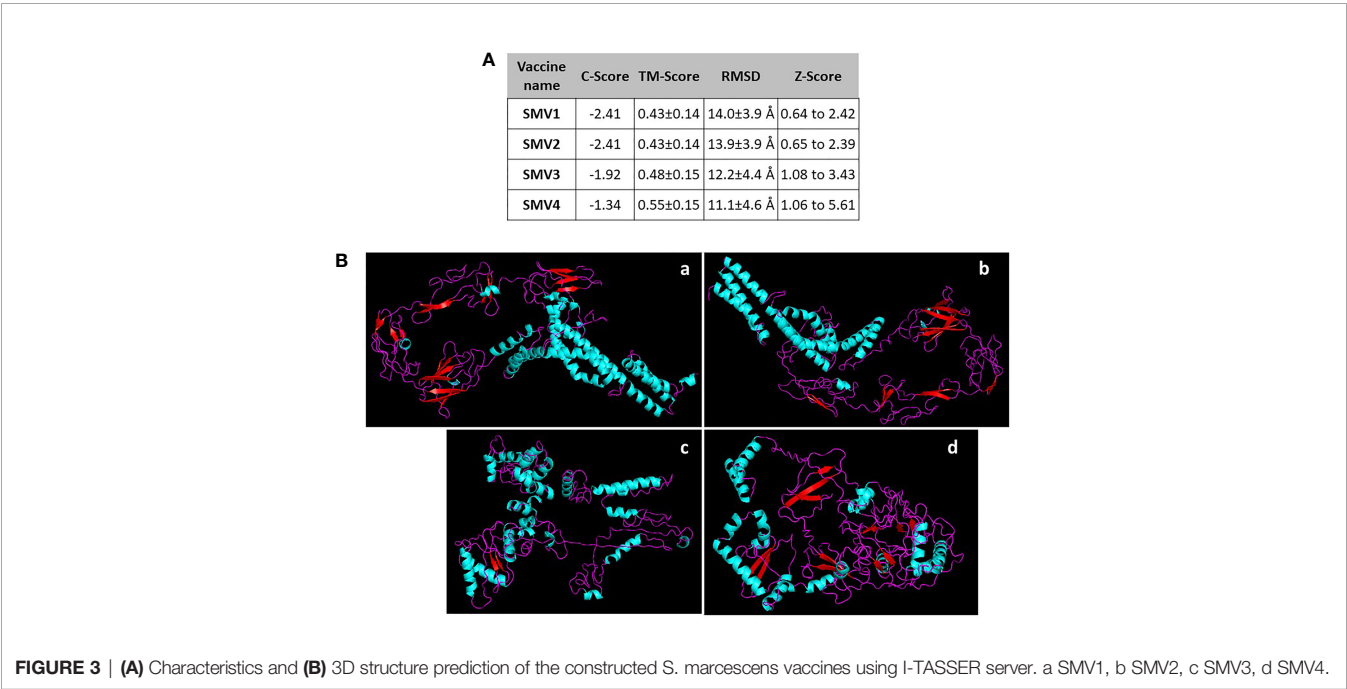 A
Vaccine name C-Score TM-Score RMSD Z-Score
SMV1 -2.41 0.43±0.14 14.0±3.9 Å 0.64 to 2.42
SMV2 -2.41 0.43±0.14 13.9±3.9 Å 0.65 to 2.39
SMV3 -1.92 0.48±0.15 12.2±4.4 Å 1.08 to 3.43
SMV4 -1.34 0.55±0.15 11.1±4.6 Å 1.06 to 5.61
B
a
b
c
d
FIGURE 3 | (A) Characteristics and (B) 3D structure prediction of the constructed S. marcescens vaccines using I-TASSER server. a SMV1, b SMV2, c SMV3, d SMV4.